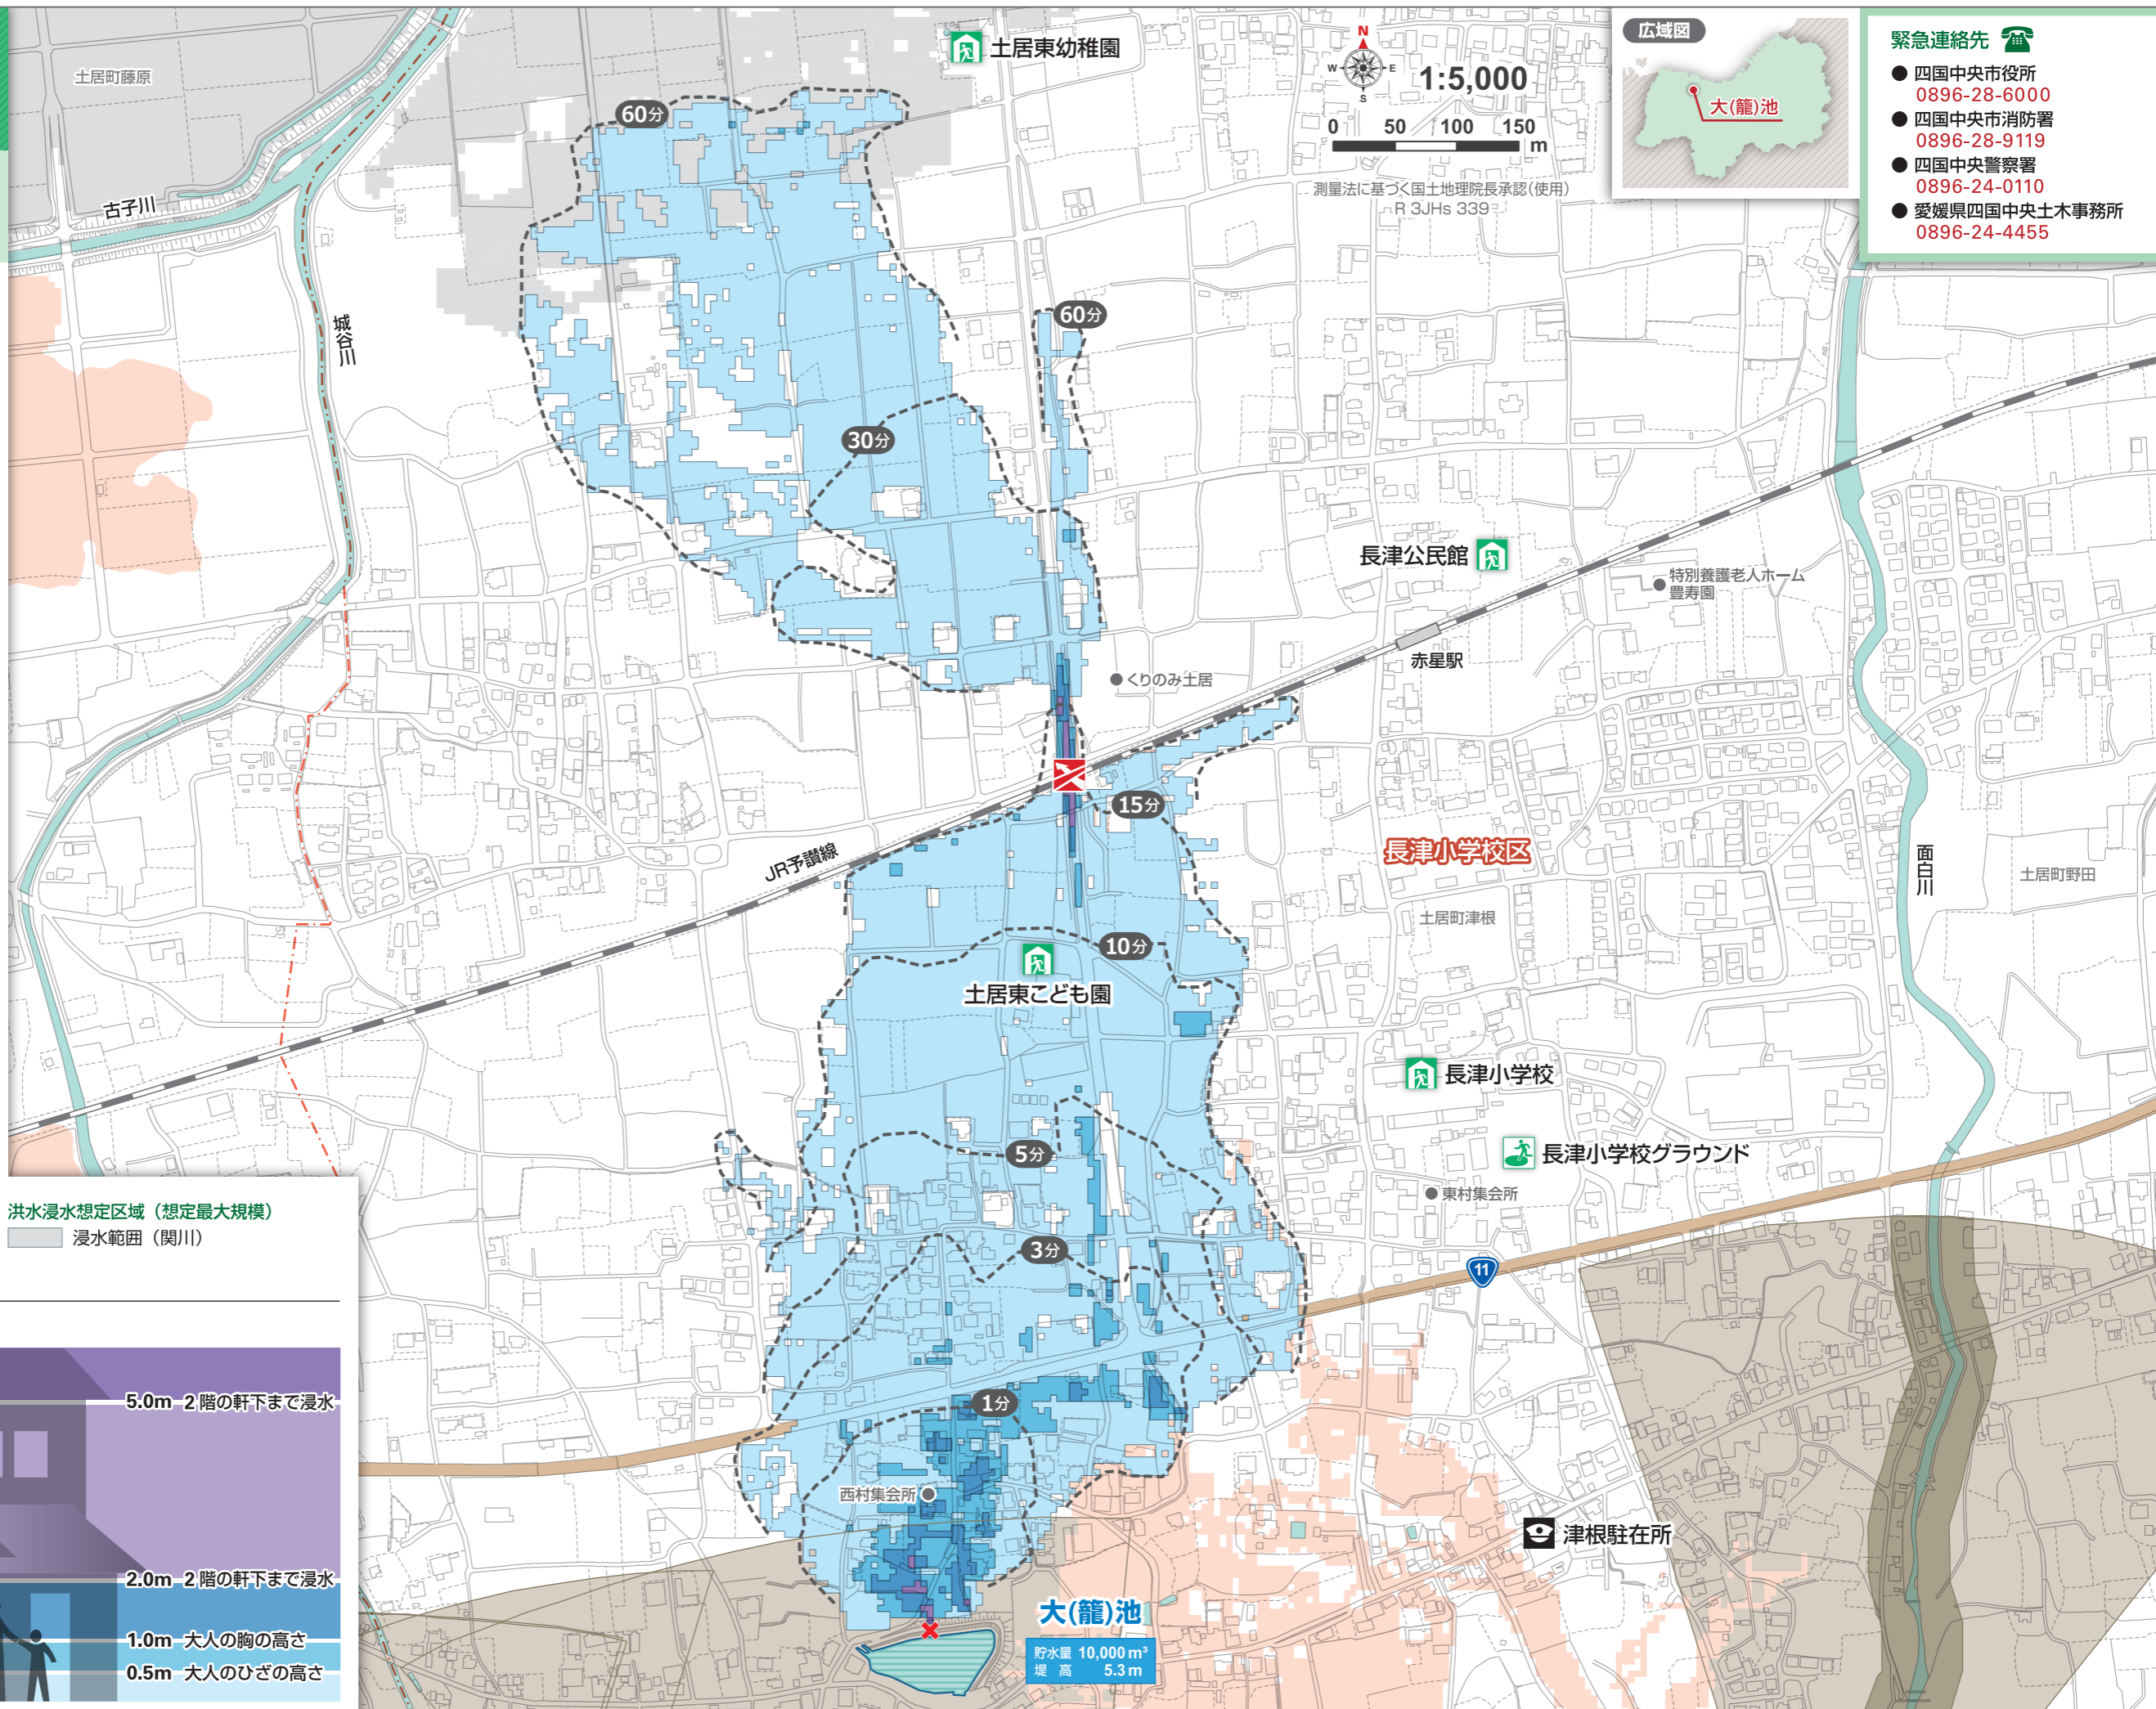 土居町藤原
古子川
城谷川
60分
土居東幼稚園
N
W
E
S
1:5,000
0 50 100 150
m
測量法に基づく国土地理院長承認(使用)
R 3JHs 339
広域図
大(籠)池
緊急連絡先
● 四国中央市役所
0896-28-6000
● 四国中央市消防署
0896-28-9119
● 四国中央警察署
0896-24-0110
● 愛媛県四国中央土木事務所
0896-24-4455
60分
30分
長津公民館
特別養護老人ホーム
豊寿園
赤星駅
くりのみ土居
15分
JR予讃線
長津小学校区
面白川
土居町野田
土居町津根
10分
土居東こども園
長津小学校
5分
長津小学校グラウンド
東村集会所
3分
11
1分
西村集会所
津根駐在所
大(籠)池
貯水量 10,000m³
堤 高 5.3m
洪水浸水想定区域（想定最大規模）
浸水範囲（関川）
5.0m 2階の軒下まで浸水
2.0m 2階の軒下まで浸水
1.0m 大人の胸の高さ
0.5m 大人のひざの高さ